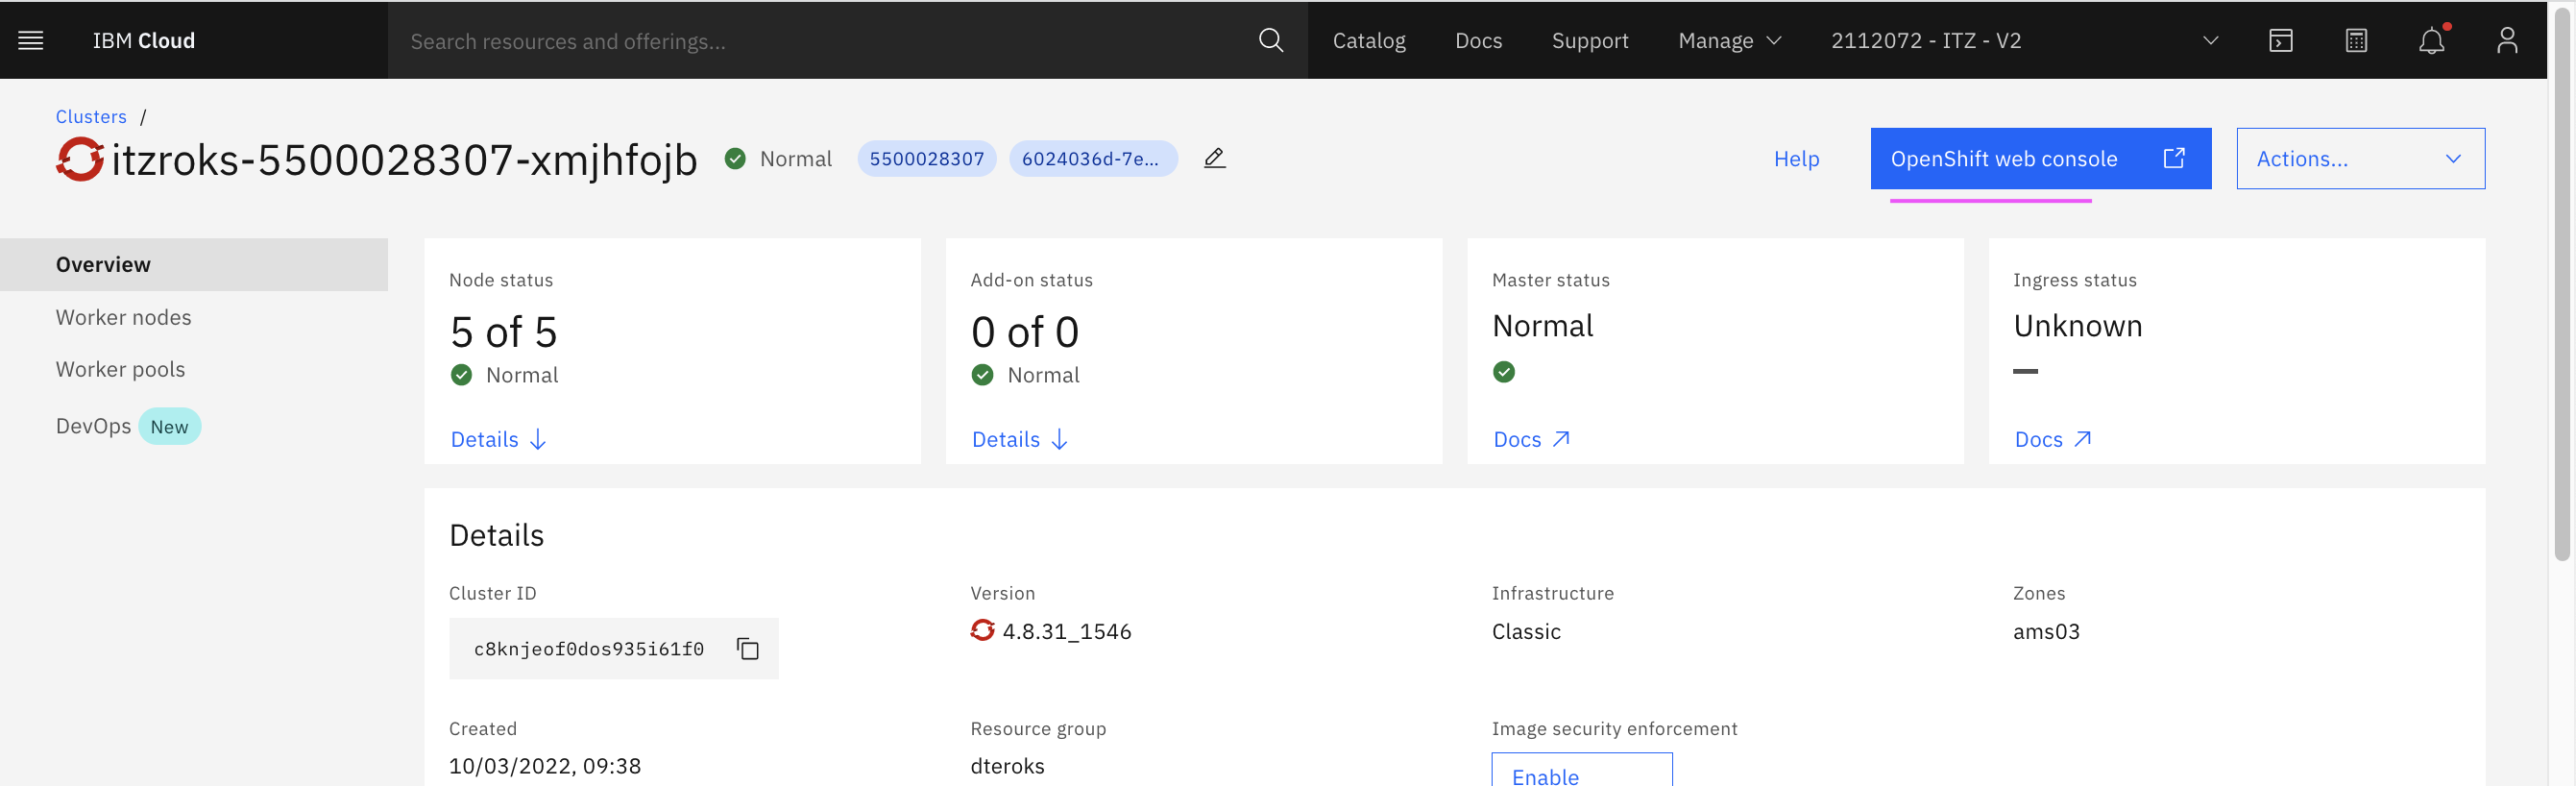 IBM Cloud
Search resources and offerings...
Catalog
Docs
Support
Manage
2112072 - ITZ - V2
Clusters /
itzroks-5500028307-xmjhfojb
Normal
5500028307
6024036d-7e...
Help
OpenShift web console
Actions...
Overview
Worker nodes
Worker pools
DevOps New
Node status
5 of 5
Normal
Details
Add-on status
0 of 0
Normal
Details
Master status
Normal
Docs
Ingress status
Unknown
Docs
Details
Cluster ID
c8knjeof0dos935i61f0
Version
4.8.31_1546
Infrastructure
Classic
Zones
ams03
Created
10/03/2022, 09:38
Resource group
dteroks
Image security enforcement
Enable